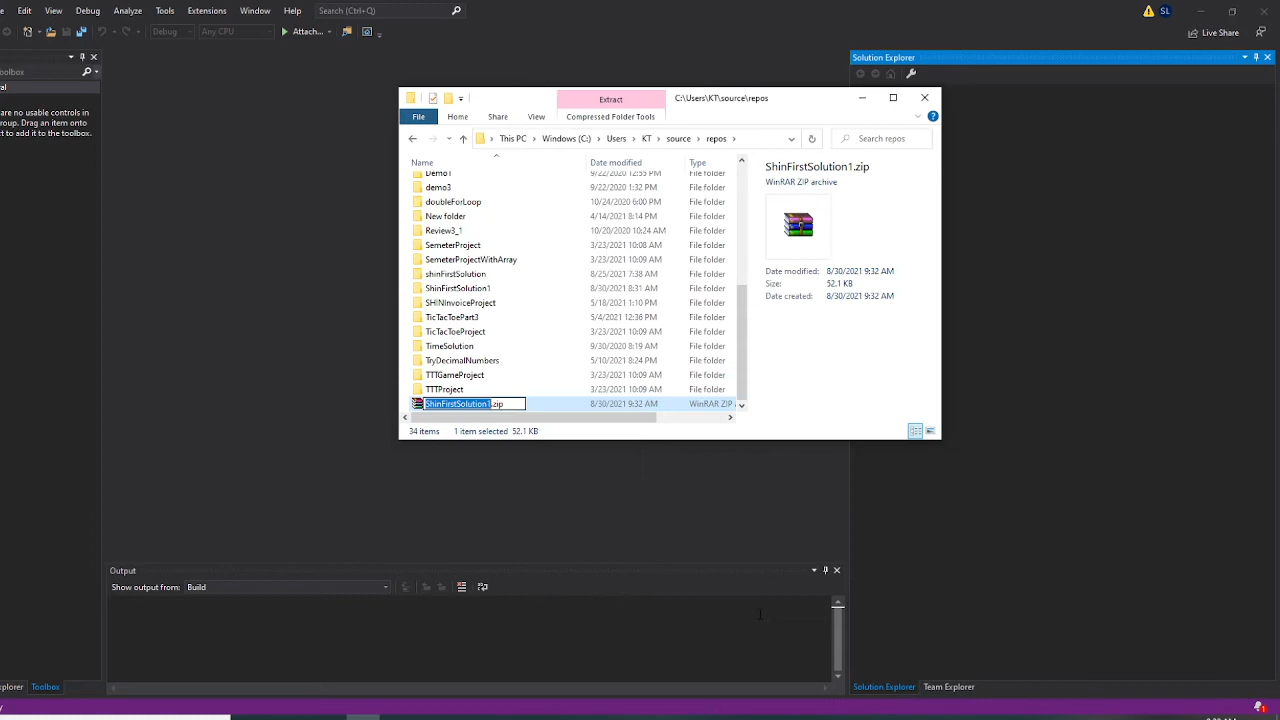 Debug Analyze Tools Extensions Window Help Search (Ctrl+Q) SL
Debug Any CPU Attach... Live Share
oolbox
Solution Explorer
are no usable controls in
roup. Drag an item onto
t to add it to the toolbox.
Extract C:\Users\KT\source\repos
File Home Share View Compressed Folder Tools
This PC Windows (C:) Users KT source repos Search repos
Name Date modified Type
Demo1 9/22/2020 12:55 PM File folder
demo3 9/22/2020 1:32 PM File folder
doubleForLoop 10/24/2020 6:00 PM File folder
New folder 4/14/2021 8:14 PM File folder
Review3_1 10/20/2020 10:24 AM File folder
SemeterProject 3/23/2021 10:08 AM File folder
SemeterProjectWithArray 3/23/2021 10:09 AM File folder
shinFirstSolution 8/25/2021 7:38 AM File folder
ShinFirstSolution1 8/30/2021 8:31 AM File folder
SHINInvoiceProject 5/18/2021 1:10 PM File folder
TicTacToePart3 5/4/2021 12:36 PM File folder
TicTacToeProject 3/23/2021 10:09 AM File folder
TimeSolution 9/30/2020 8:19 AM File folder
TryDecimalNumbers 5/10/2021 8:24 PM File folder
TTTGameProject 3/23/2021 10:09 AM File folder
TTTProject 3/23/2021 10:09 AM File folder
ShinFirstSolution1.zip 8/30/2021 9:32 AM WinRAR ZIP
34 items 1 item selected 52.1 KB
ShinFirstSolution1.zip
WinRAR ZIP archive
Date modified: 8/30/2021 9:32 AM
Size: 52.1 KB
Date created: 8/30/2021 9:32 AM
Output
Show output from: Build
plorer Toolbox
Solution Explorer Team Explorer
1